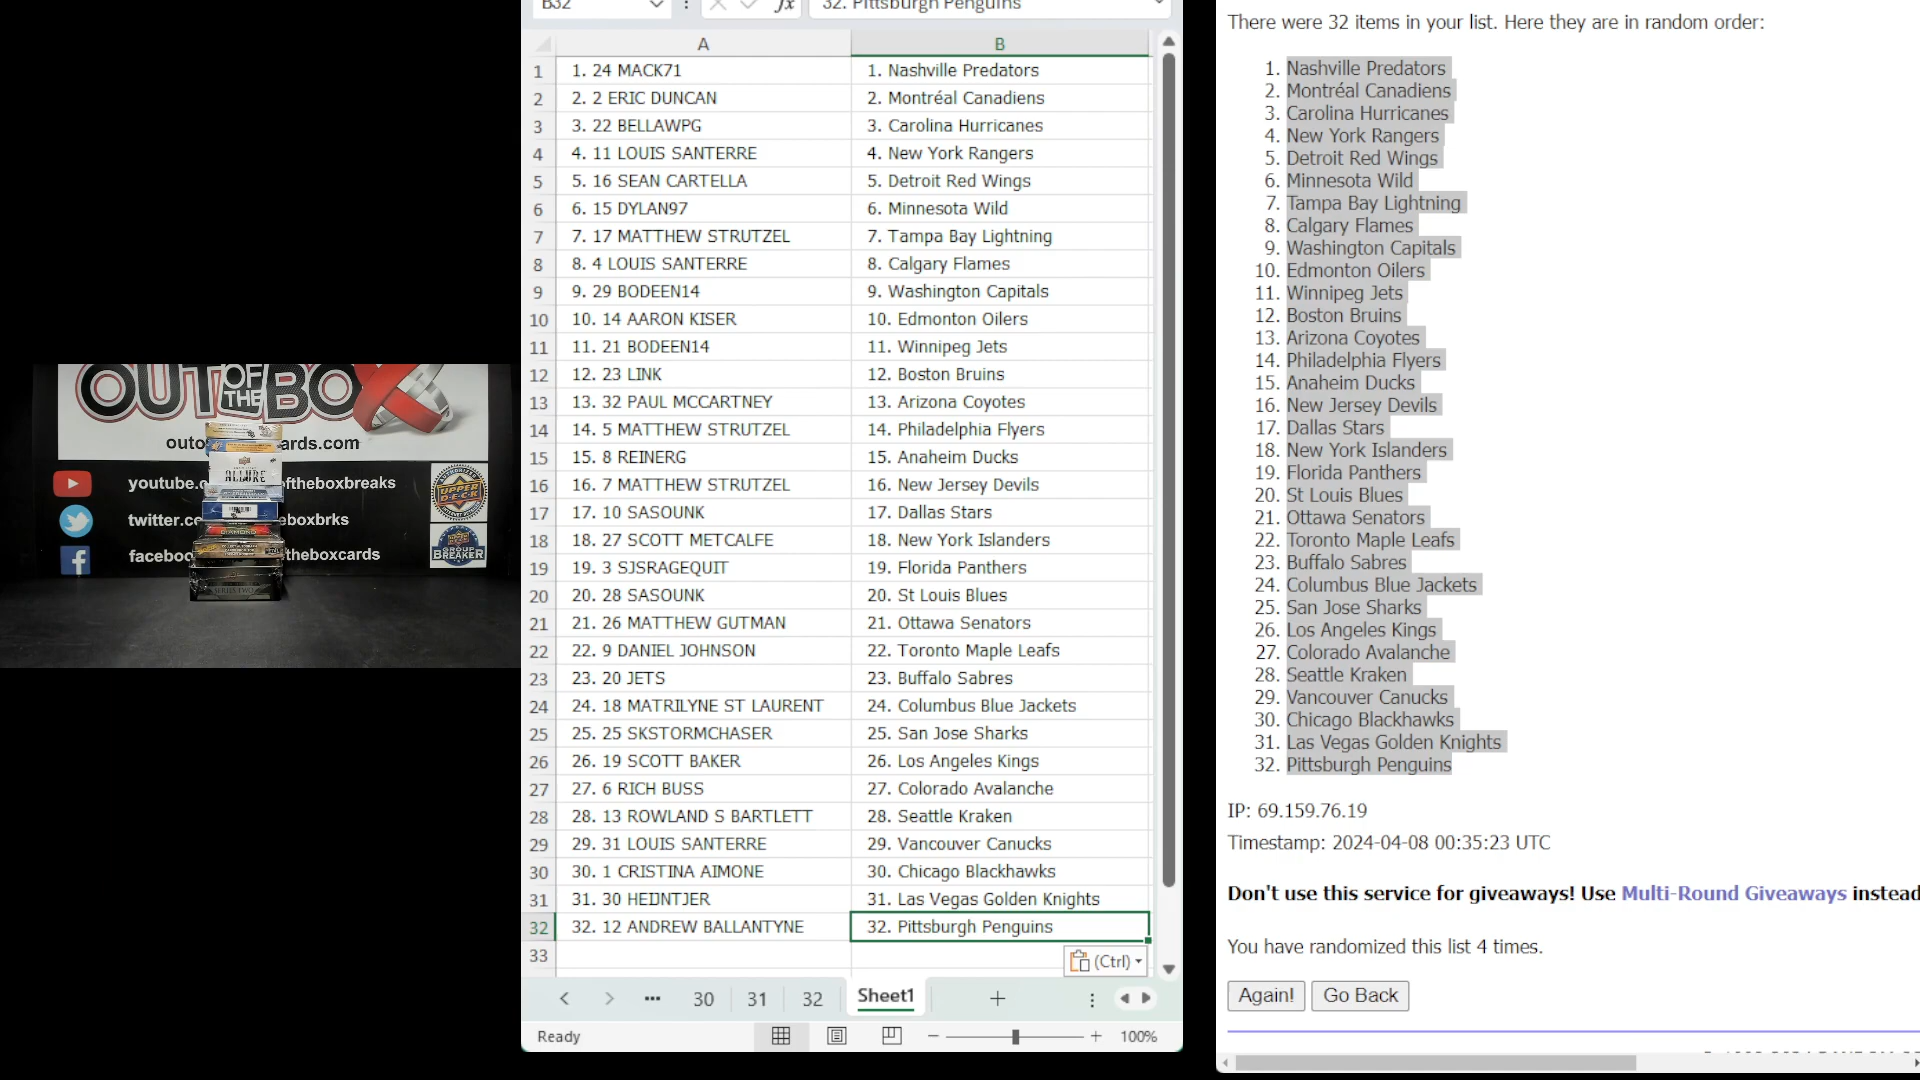 OUT OF THE BOX
outo ards.com
youtube.c oftheboxbreaks
twitter.co eboxbrks
faceboo theboxcards
UPPER DECK
GROUP BREAKER
ALLURE
SERIES TWO
B32
fx
32. Pittsburgh Penguins
A B
1 1. 24 MACK71 1. Nashville Predators
2 2. 2 ERIC DUNCAN 2. Montréal Canadiens
3 3. 22 BELLAWPG 3. Carolina Hurricanes
4 4. 11 LOUIS SANTERRE 4. New York Rangers
5 5. 16 SEAN CARTELLA 5. Detroit Red Wings
6 6. 15 DYLAN97 6. Minnesota Wild
7 7. 17 MATTHEW STRUTZEL 7. Tampa Bay Lightning
8 8. 4 LOUIS SANTERRE 8. Calgary Flames
9 9. 29 BODEEN14 9. Washington Capitals
10 10. 14 AARON KISER 10. Edmonton Oilers
11 11. 21 BODEEN14 11. Winnipeg Jets
12 12. 23 LINK 12. Boston Bruins
13 13. 32 PAUL MCCARTNEY 13. Arizona Coyotes
14 14. 5 MATTHEW STRUTZEL 14. Philadelphia Flyers
15 15. 8 REINERG 15. Anaheim Ducks
16 16. 7 MATTHEW STRUTZEL 16. New Jersey Devils
17 17. 10 SASOUNK 17. Dallas Stars
18 18. 27 SCOTT METCALFE 18. New York Islanders
19 19. 3 SJSRAGEQUIT 19. Florida Panthers
20 20. 28 SASOUNK 20. St Louis Blues
21 21. 26 MATTHEW GUTMAN 21. Ottawa Senators
22 22. 9 DANIEL JOHNSON 22. Toronto Maple Leafs
23 23. 20 JETS 23. Buffalo Sabres
24 24. 18 MATRILYNE ST LAURENT 24. Columbus Blue Jackets
25 25. 25 SKSTORMCHASER 25. San Jose Sharks
26 26. 19 SCOTT BAKER 26. Los Angeles Kings
27 27. 6 RICH BUSS 27. Colorado Avalanche
28 28. 13 ROWLAND S BARTLETT 28. Seattle Kraken
29 29. 31 LOUIS SANTERRE 29. Vancouver Canucks
30 30. 1 CRISTINA AIMONE 30. Chicago Blackhawks
31 31. 30 HEIJNTJER 31. Las Vegas Golden Knights
32 32. 12 ANDREW BALLANTYNE 32. Pittsburgh Penguins
33
(Ctrl)
... 30 31 32 Sheet1 +
Ready 100%
There were 32 items in your list. Here they are in random order:
1. Nashville Predators
2. Montréal Canadiens
3. Carolina Hurricanes
4. New York Rangers
5. Detroit Red Wings
6. Minnesota Wild
7. Tampa Bay Lightning
8. Calgary Flames
9. Washington Capitals
10. Edmonton Oilers
11. Winnipeg Jets
12. Boston Bruins
13. Arizona Coyotes
14. Philadelphia Flyers
15. Anaheim Ducks
16. New Jersey Devils
17. Dallas Stars
18. New York Islanders
19. Florida Panthers
20. St Louis Blues
21. Ottawa Senators
22. Toronto Maple Leafs
23. Buffalo Sabres
24. Columbus Blue Jackets
25. San Jose Sharks
26. Los Angeles Kings
27. Colorado Avalanche
28. Seattle Kraken
29. Vancouver Canucks
30. Chicago Blackhawks
31. Las Vegas Golden Knights
32. Pittsburgh Penguins
IP: 69.159.76.19
Timestamp: 2024-04-08 00:35:23 UTC
Don't use this service for giveaways! Use Multi-Round Giveaways instead
You have randomized this list 4 times.
Again! Go Back